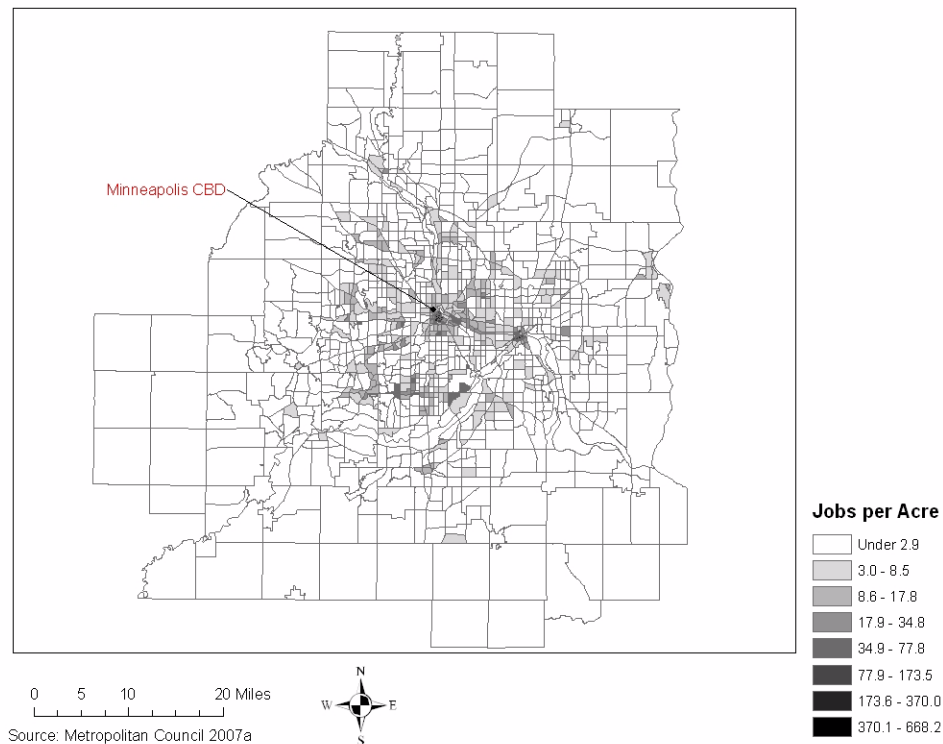 Minneapolis CBD
Jobs per Acre
Under 2.9
3.0 - 8.5
8.6 - 17.8
17.9 - 34.8
34.9 - 77.8
77.9 - 173.5
173.6 - 370.0
370.1 - 668.2
0 5 10 20 Miles
N
W E
S
Source: Metropolitan Council 2007a